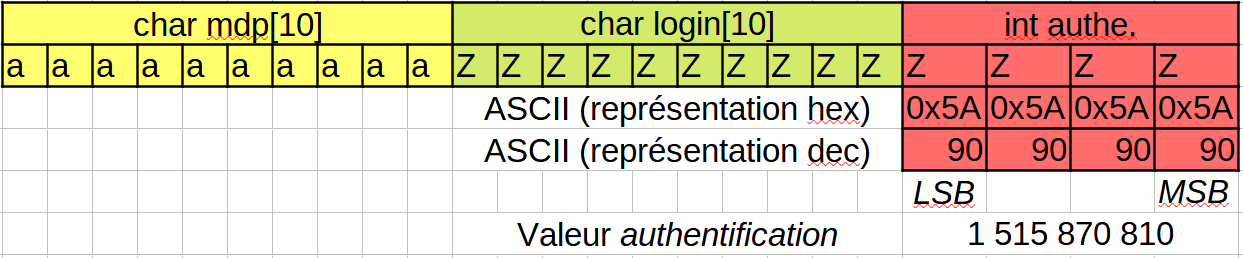 char mdp[10] char login[10] int authe.
a a a a a a a a a a Z Z Z Z Z Z Z Z Z Z Z Z Z Z
ASCII (représentation hex) 0x5A 0x5A 0x5A 0x5A
ASCII (représentation dec) 90 90 90 90
LSB MSB
Valeur authentification 1 515 870 810